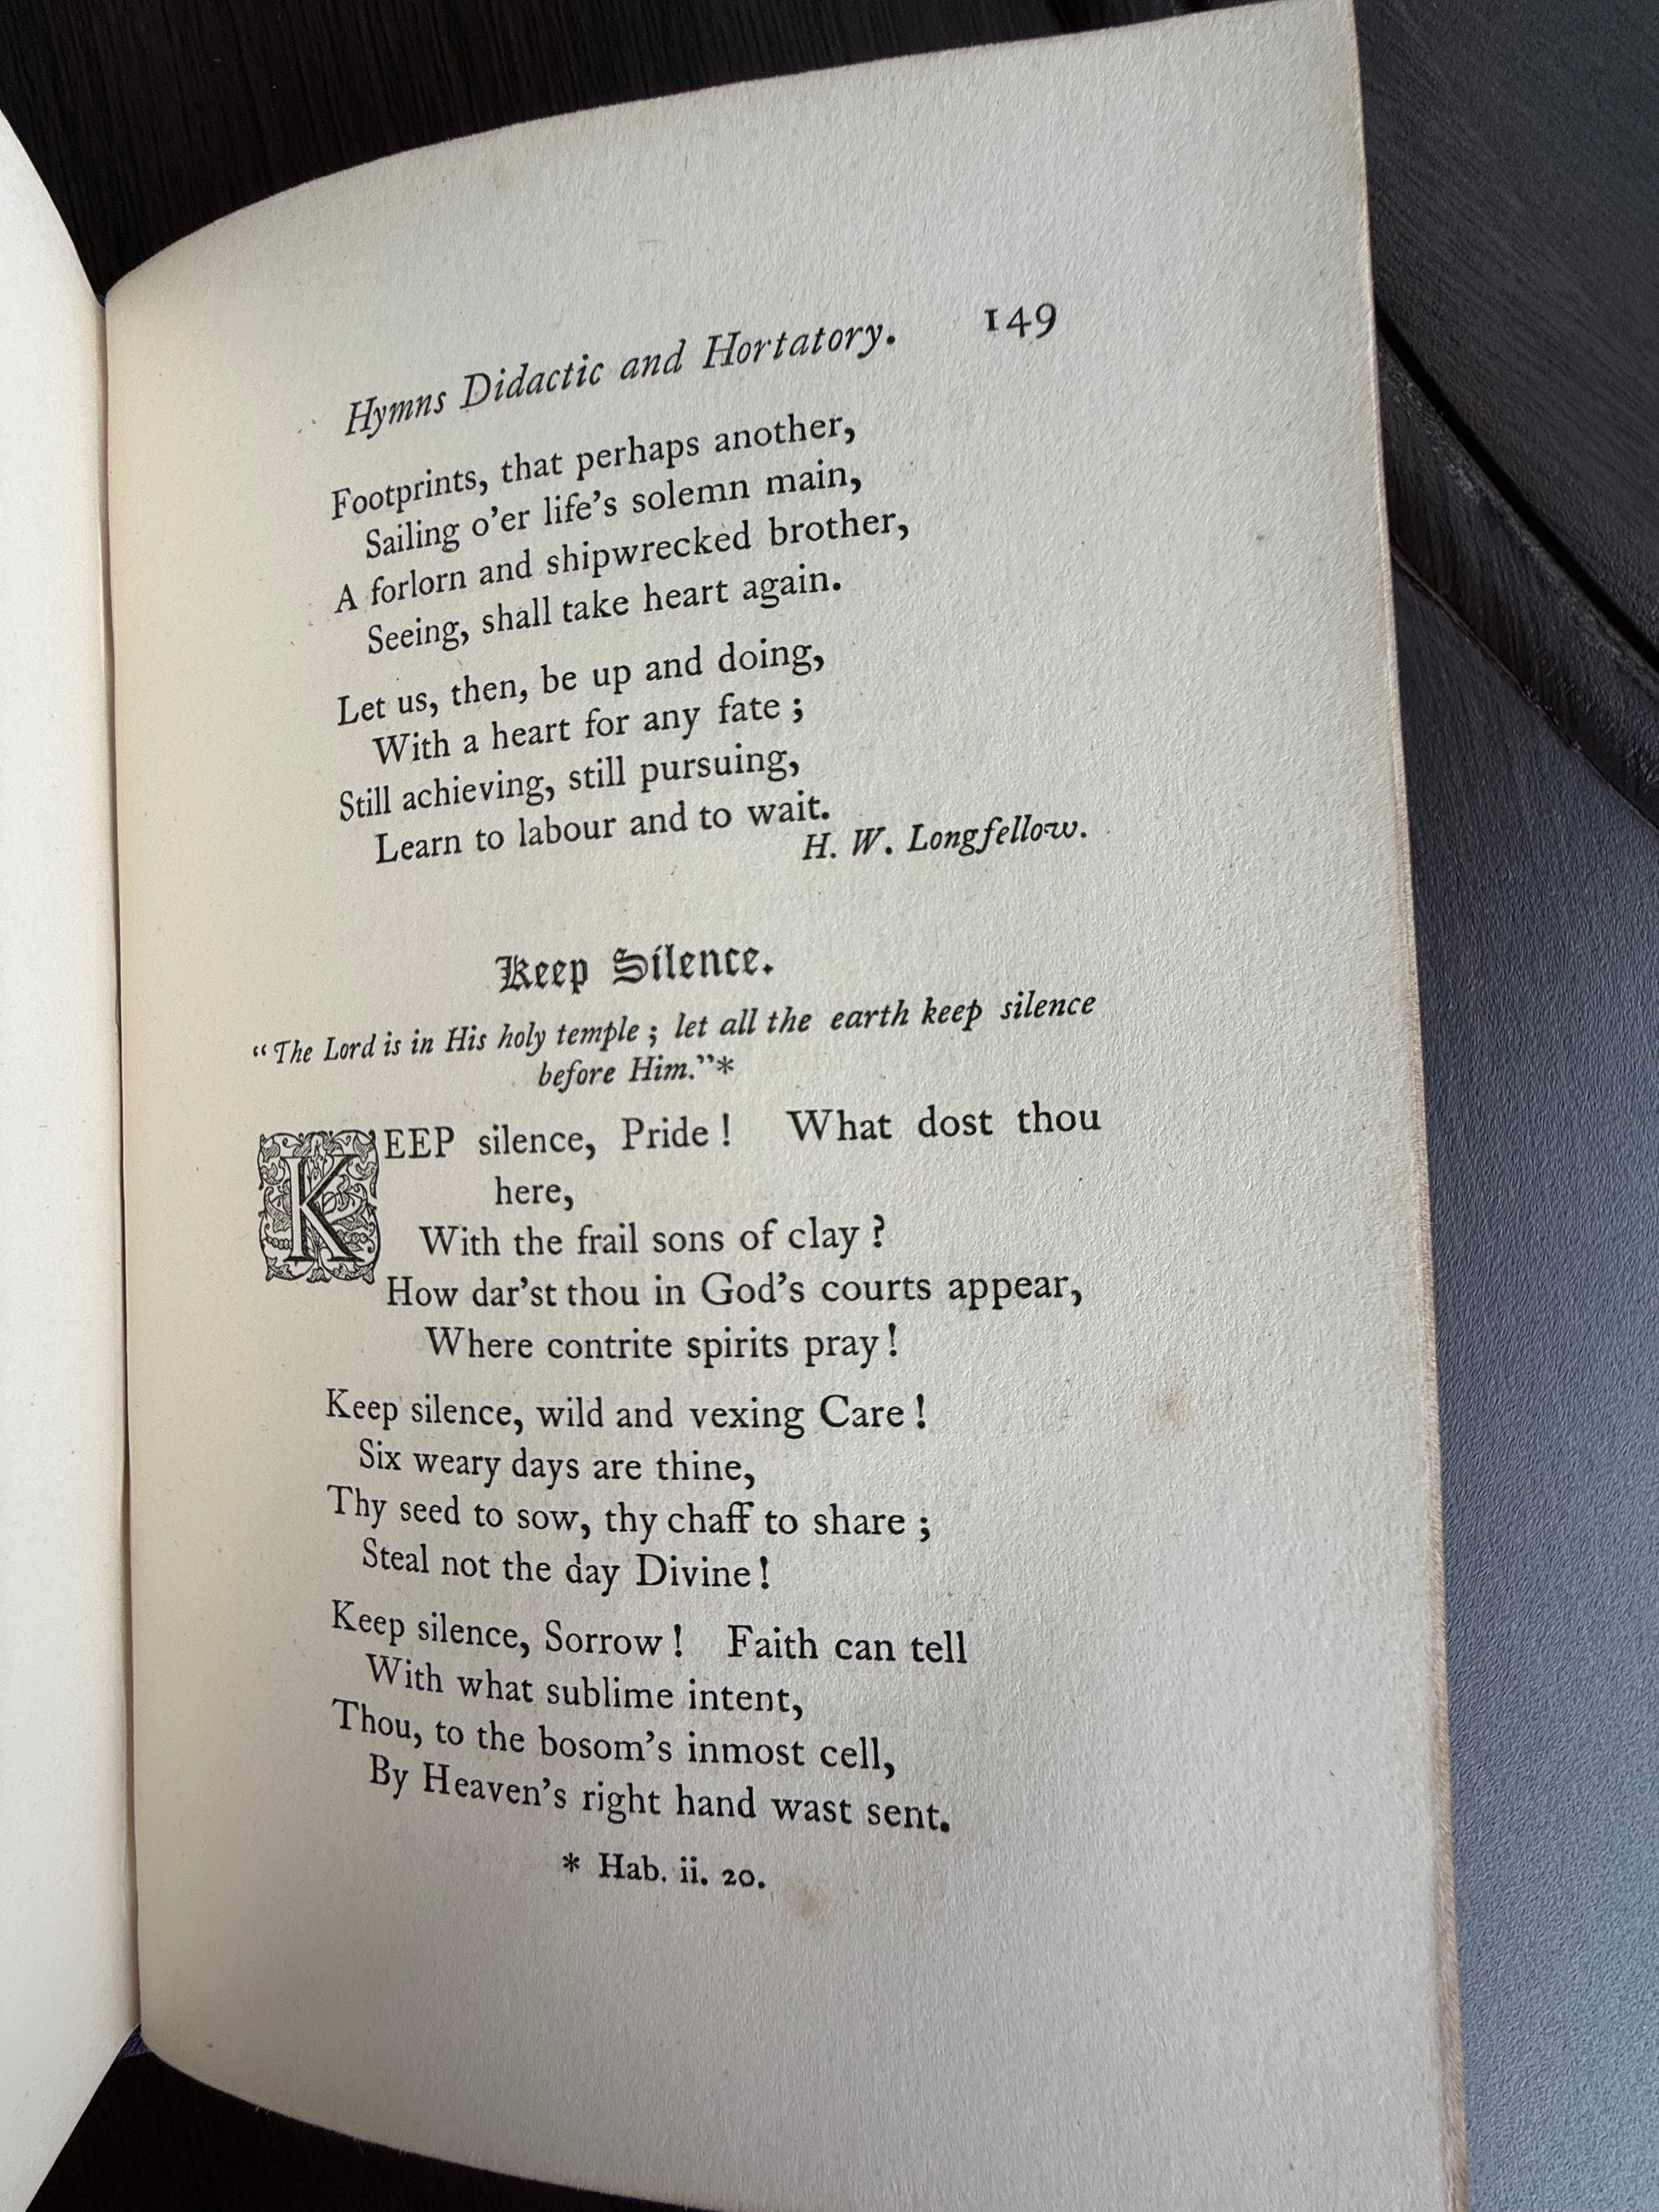 Hymns Didactic and Hortatory. 149
Footprints, that perhaps another,
Sailing o'er life's solemn main,
A forlorn and shipwrecked brother,
Seeing, shall take heart again.
Let us, then, be up and doing,
With a heart for any fate ;
Still achieving, still pursuing,
Learn to labour and to wait.
H. W. Longfellow.
Keep Silence.
“The Lord is in His holy temple ; let all the earth keep silence
before Him.”*
KEEP silence, Pride ! What dost thou
here,
With the frail sons of clay ?
How dar'st thou in God's courts appear,
Where contrite spirits pray !
Keep silence, wild and vexing Care !
Six weary days are thine,
Thy seed to sow, thy chaff to share ;
Steal not the day Divine !
Keep silence, Sorrow ! Faith can tell
With what sublime intent,
Thou, to the bosom's inmost cell,
By Heaven's right hand wast sent.
* Hab. ii. 20.